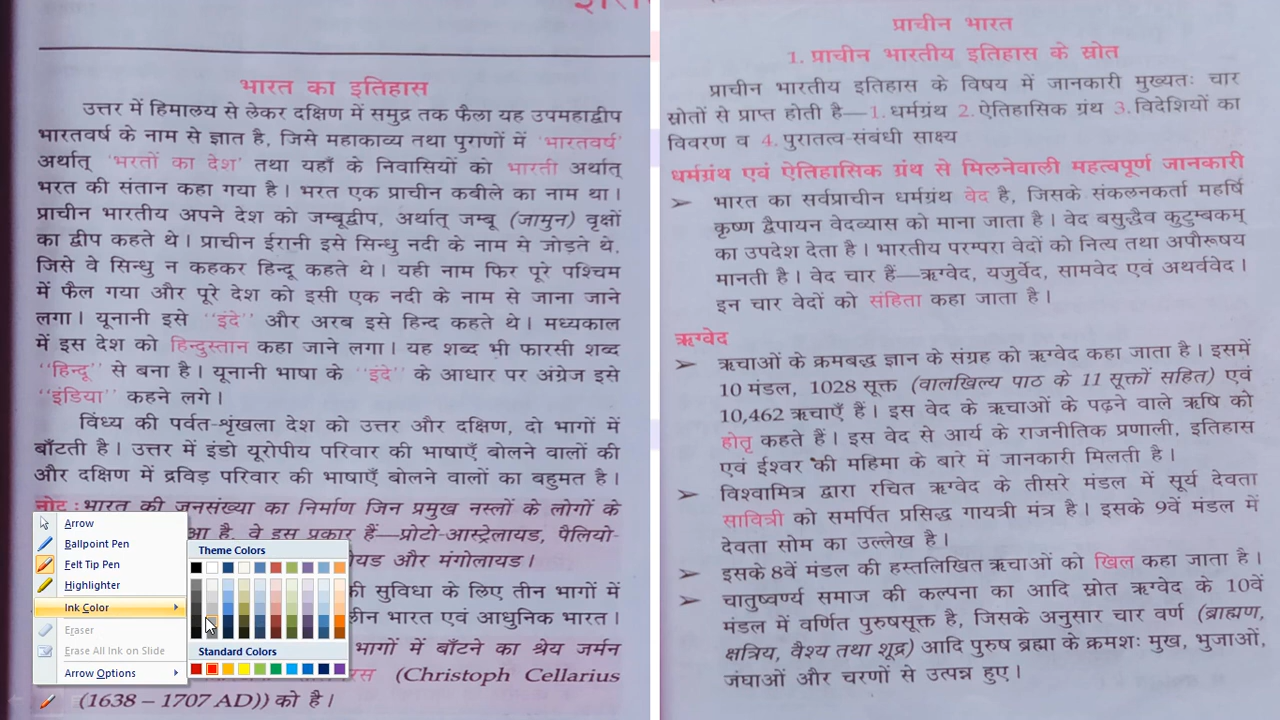 भारत का इतिहास
उत्तर में हिमालय से लेकर दक्षिण में समुद्र तक फैला यह उपमहाद्वीप
भारतवर्ष के नाम से ज्ञात है, जिसे महाकाव्य तथा पुराणों में 'भारतवर्ष'
अर्थात् 'भरतों का देश' तथा यहाँ के निवासियों को भारती अर्थात्
भरत की संतान कहा गया है। भरत एक प्राचीन कबीले का नाम था।
प्राचीन भारतीय अपने देश को जम्बूद्वीप, अर्थात् जम्बू (जामुन) वृक्षों
का द्वीप कहते थे। प्राचीन ईरानी इसे सिन्धु नदी के नाम से जोड़ते थे,
जिसे वे सिन्धु न कहकर हिन्दू कहते थे। यही नाम फिर पूरे पश्चिम
में फैल गया और पूरे देश को इसी एक नदी के नाम से जाना जाने
लगा। यूनानी इसे ''इंदे'' और अरब इसे हिन्द कहते थे। मध्यकाल
में इस देश को हिन्दुस्तान कहा जाने लगा। यह शब्द भी फारसी शब्द
''हिन्दू'' से बना है। यूनानी भाषा के ''इंदे'' के आधार पर अंग्रेज इसे
''इंडिया'' कहने लगे।
विंध्य की पर्वत-शृंखला देश को उत्तर और दक्षिण, दो भागों में
बाँटती है। उत्तर में इंडो यूरोपीय परिवार की भाषाएँ बोलने वालों की
और दक्षिण में द्रविड़ परिवार की भाषाएँ बोलने वालों का बहुमत है।
नोट : भारत की जनसंख्या का निर्माण जिन प्रमुख नस्लों के लोगों के
आ है, वे इस प्रकार हैं—प्रोटो-आस्ट्रेलायड, पैलियो-
यड और मंगोलायड।
की सुविधा के लिए तीन भागों में
ीन भारत एवं आधुनिक भारत।
भागों में बाँटने का श्रेय जर्मन
(Christoph Cellarius
(1638 – 1707 AD)) को है।
Arrow
Ballpoint Pen
Felt Tip Pen
Highlighter
Ink Color
Eraser
Erase All Ink on Slide
Arrow Options
Theme Colors
Standard Colors
प्राचीन भारत
1. प्राचीन भारतीय इतिहास के स्रोत
प्राचीन भारतीय इतिहास के विषय में जानकारी मुख्यतः चार
स्रोतों से प्राप्त होती है—1. धर्मग्रंथ 2. ऐतिहासिक ग्रंथ 3. विदेशियों का
विवरण व 4. पुरातत्व-संबंधी साक्ष्य
धर्मग्रंथ एवं ऐतिहासिक ग्रंथ से मिलनेवाली महत्वपूर्ण जानकारी
➢ भारत का सर्वप्राचीन धर्मग्रंथ वेद है, जिसके संकलनकर्ता महर्षि
कृष्ण द्वैपायन वेदव्यास को माना जाता है। वेद बसुद्धैव कुटुम्बकम्
का उपदेश देता है। भारतीय परम्परा वेदों को नित्य तथा अपौरूषय
मानती है। वेद चार हैं—ऋग्वेद, यजुर्वेद, सामवेद एवं अथर्ववेद।
इन चार वेदों को संहिता कहा जाता है।
ऋग्वेद
➢ ऋचाओं के क्रमबद्ध ज्ञान के संग्रह को ऋग्वेद कहा जाता है। इसमें
10 मंडल, 1028 सूक्त (वालखिल्य पाठ के 11 सूक्तों सहित) एवं
10,462 ऋचाएँ हैं। इस वेद के ऋचाओं के पढ़ने वाले ऋषि को
होतृ कहते हैं। इस वेद से आर्य के राजनीतिक प्रणाली, इतिहास
एवं ईश्वर की महिमा के बारे में जानकारी मिलती है।
➢ विश्वामित्र द्वारा रचित ऋग्वेद के तीसरे मंडल में सूर्य देवता
सावित्री को समर्पित प्रसिद्ध गायत्री मंत्र है। इसके 9वें मंडल में
देवता सोम का उल्लेख है।
➢ इसके 8वें मंडल की हस्तलिखित ऋचाओं को खिल कहा जाता है।
➢ चातुष्वर्ण्य समाज की कल्पना का आदि स्रोत ऋग्वेद के 10वें
मंडल में वर्णित पुरुषसूक्त है, जिसके अनुसार चार वर्ण (ब्राह्मण,
क्षत्रिय, वैश्य तथा शूद्र) आदि पुरुष ब्रह्मा के क्रमशः मुख, भुजाओं,
जंघाओं और चरणों से उत्पन्न हुए।